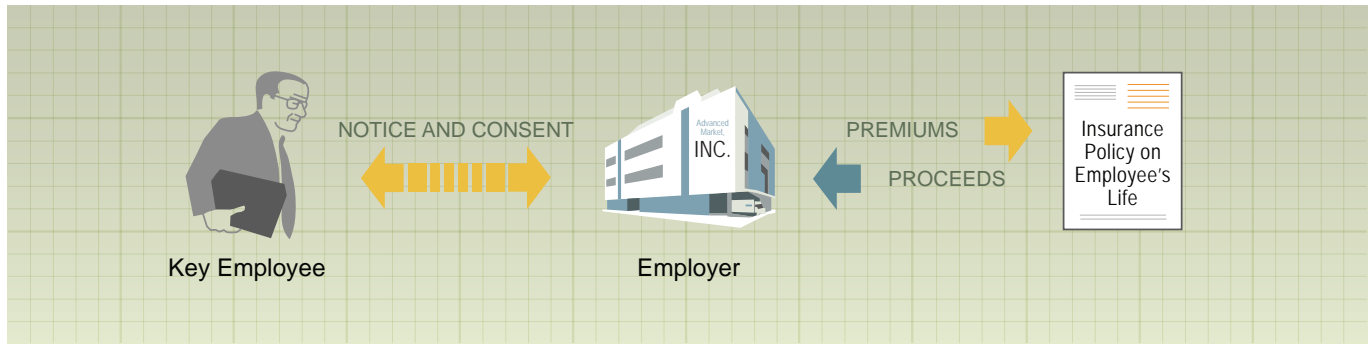 NOTICE AND CONSENT
Advanced
Market,
INC.
PREMIUMS
PROCEEDS
Insurance
Policy on
Employee's
Life
Key Employee
Employer